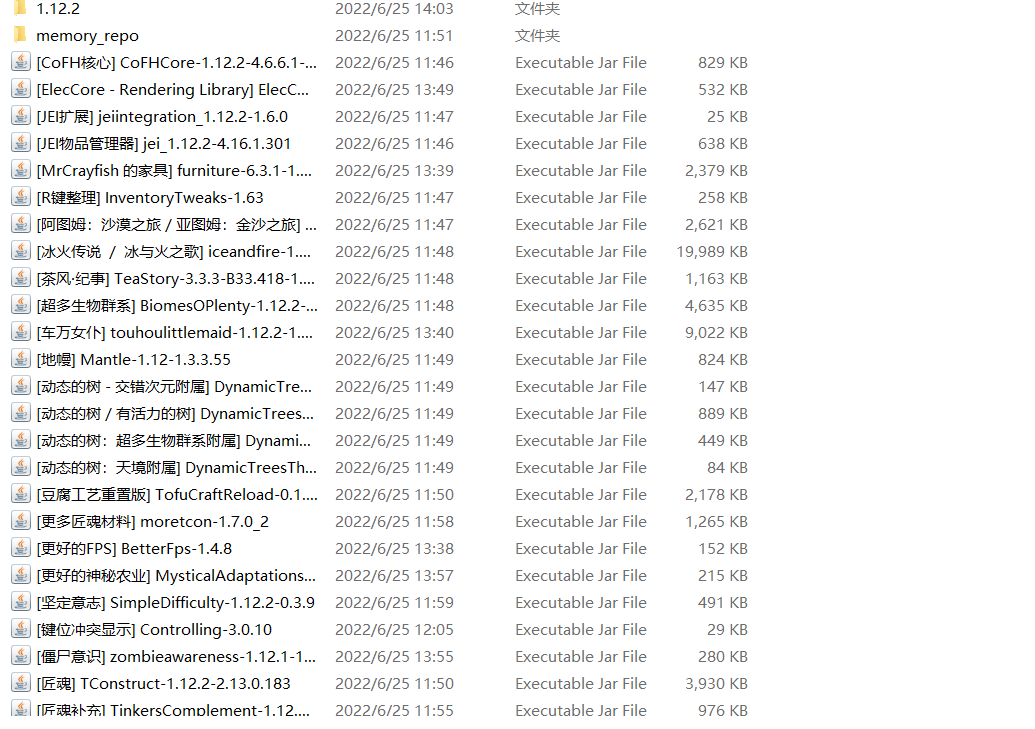 1.12.2 2022/6/25 14:03 文件夹
memory_repo 2022/6/25 11:51 文件夹
[CoFH核心] CoFHCore-1.12.2-4.6.6.1-... 2022/6/25 11:46 Executable Jar File 829 KB
[ElecCore - Rendering Library] ElecC... 2022/6/25 13:49 Executable Jar File 532 KB
[JEI扩展] jeiintegration_1.12.2-1.6.0 2022/6/25 11:47 Executable Jar File 25 KB
[JEI物品管理器] jei_1.12.2-4.16.1.301 2022/6/25 11:46 Executable Jar File 638 KB
[MrCrayfish 的家具] furniture-6.3.1-1.... 2022/6/25 13:39 Executable Jar File 2,379 KB
[R键整理] InventoryTweaks-1.63 2022/6/25 11:47 Executable Jar File 258 KB
[阿图姆：沙漠之旅 / 亚图姆：金沙之旅] ... 2022/6/25 11:47 Executable Jar File 2,621 KB
[冰火传说 ／ 冰与火之歌] iceandfire-1.... 2022/6/25 11:48 Executable Jar File 19,989 KB
[茶风·纪事] TeaStory-3.3.3-B33.418-1.... 2022/6/25 11:48 Executable Jar File 1,163 KB
[超多生物群系] BiomesOPlenty-1.12.2-... 2022/6/25 11:48 Executable Jar File 4,635 KB
[车万女仆] touhoulittlemaid-1.12.2-1.... 2022/6/25 13:40 Executable Jar File 9,022 KB
[地幔] Mantle-1.12-1.3.3.55 2022/6/25 11:49 Executable Jar File 824 KB
[动态的树 - 交错次元附属] DynamicTre... 2022/6/25 11:49 Executable Jar File 147 KB
[动态的树 / 有活力的树] DynamicTrees... 2022/6/25 11:49 Executable Jar File 889 KB
[动态的树：超多生物群系附属] Dynami... 2022/6/25 11:49 Executable Jar File 449 KB
[动态的树：天境附属] DynamicTreesTh... 2022/6/25 11:49 Executable Jar File 84 KB
[豆腐工艺重置版] TofuCraftReload-0.1.... 2022/6/25 11:50 Executable Jar File 2,178 KB
[更多匠魂材料] moretcon-1.7.0_2 2022/6/25 11:58 Executable Jar File 1,265 KB
[更好的FPS] BetterFps-1.4.8 2022/6/25 13:38 Executable Jar File 152 KB
[更好的神秘农业] MysticalAdaptations... 2022/6/25 13:57 Executable Jar File 215 KB
[坚定意志] SimpleDifficulty-1.12.2-0.3.9 2022/6/25 11:59 Executable Jar File 491 KB
[键位冲突显示] Controlling-3.0.10 2022/6/25 12:05 Executable Jar File 29 KB
[僵尸意识] zombieawareness-1.12.1-1... 2022/6/25 13:55 Executable Jar File 280 KB
[匠魂] TConstruct-1.12.2-2.13.0.183 2022/6/25 11:50 Executable Jar File 3,930 KB
[匠魂补充] TinkersComplement-1.12.... 2022/6/25 11:55 Executable Jar File 976 KB